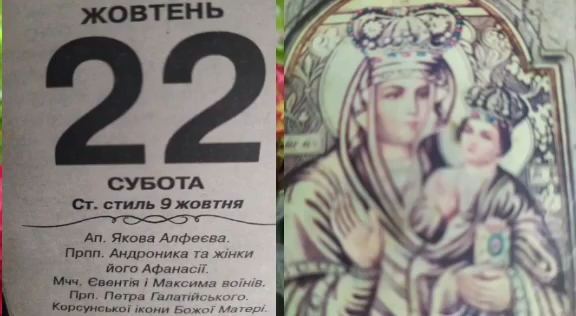 ЖОВТЕНЬ
22
СУБОТА
Ст. стиль 9 жовтня
Ап. Якова Алфеєва.
Прпп. Андроника та жінки
його Афанасії.
Мчч. Євентія і Максима воїнів.
Прп. Петра Галатійського.
Корсунської ікони Божої Матері.